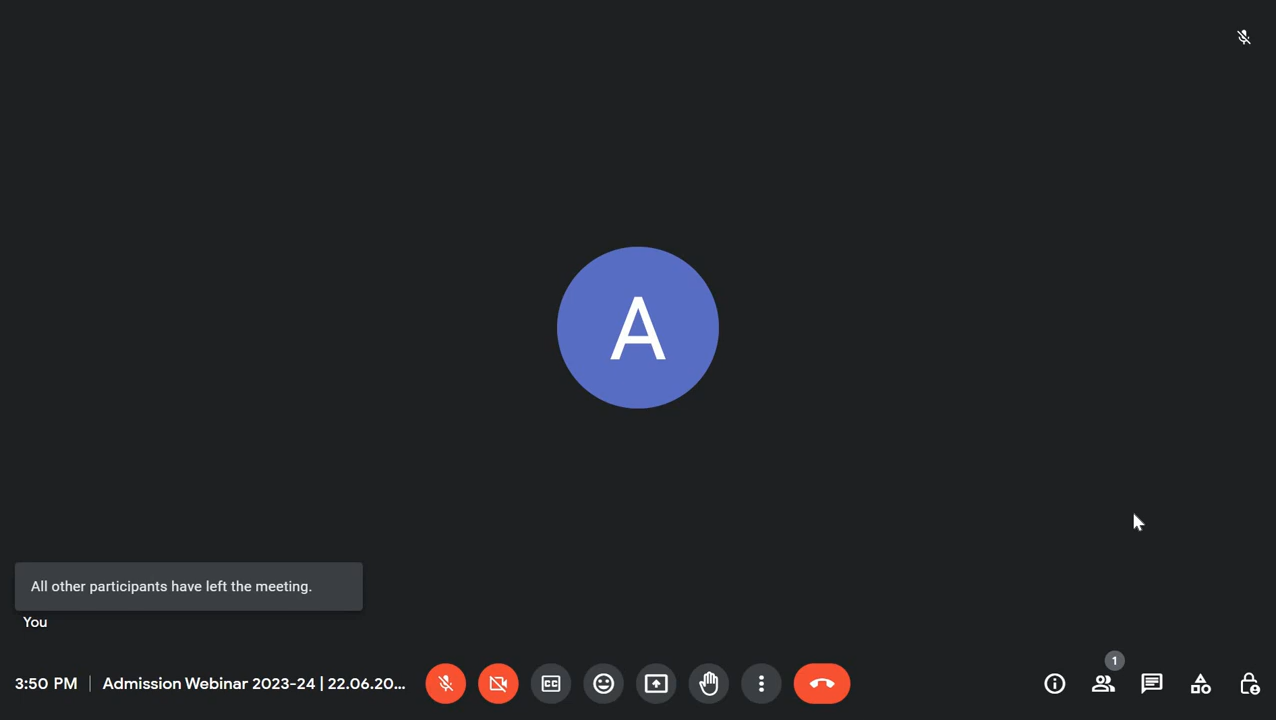 A
All other participants have left the meeting.
You
3:50 PM | Admission Webinar 2023-24 | 22.06.20...
CC
1